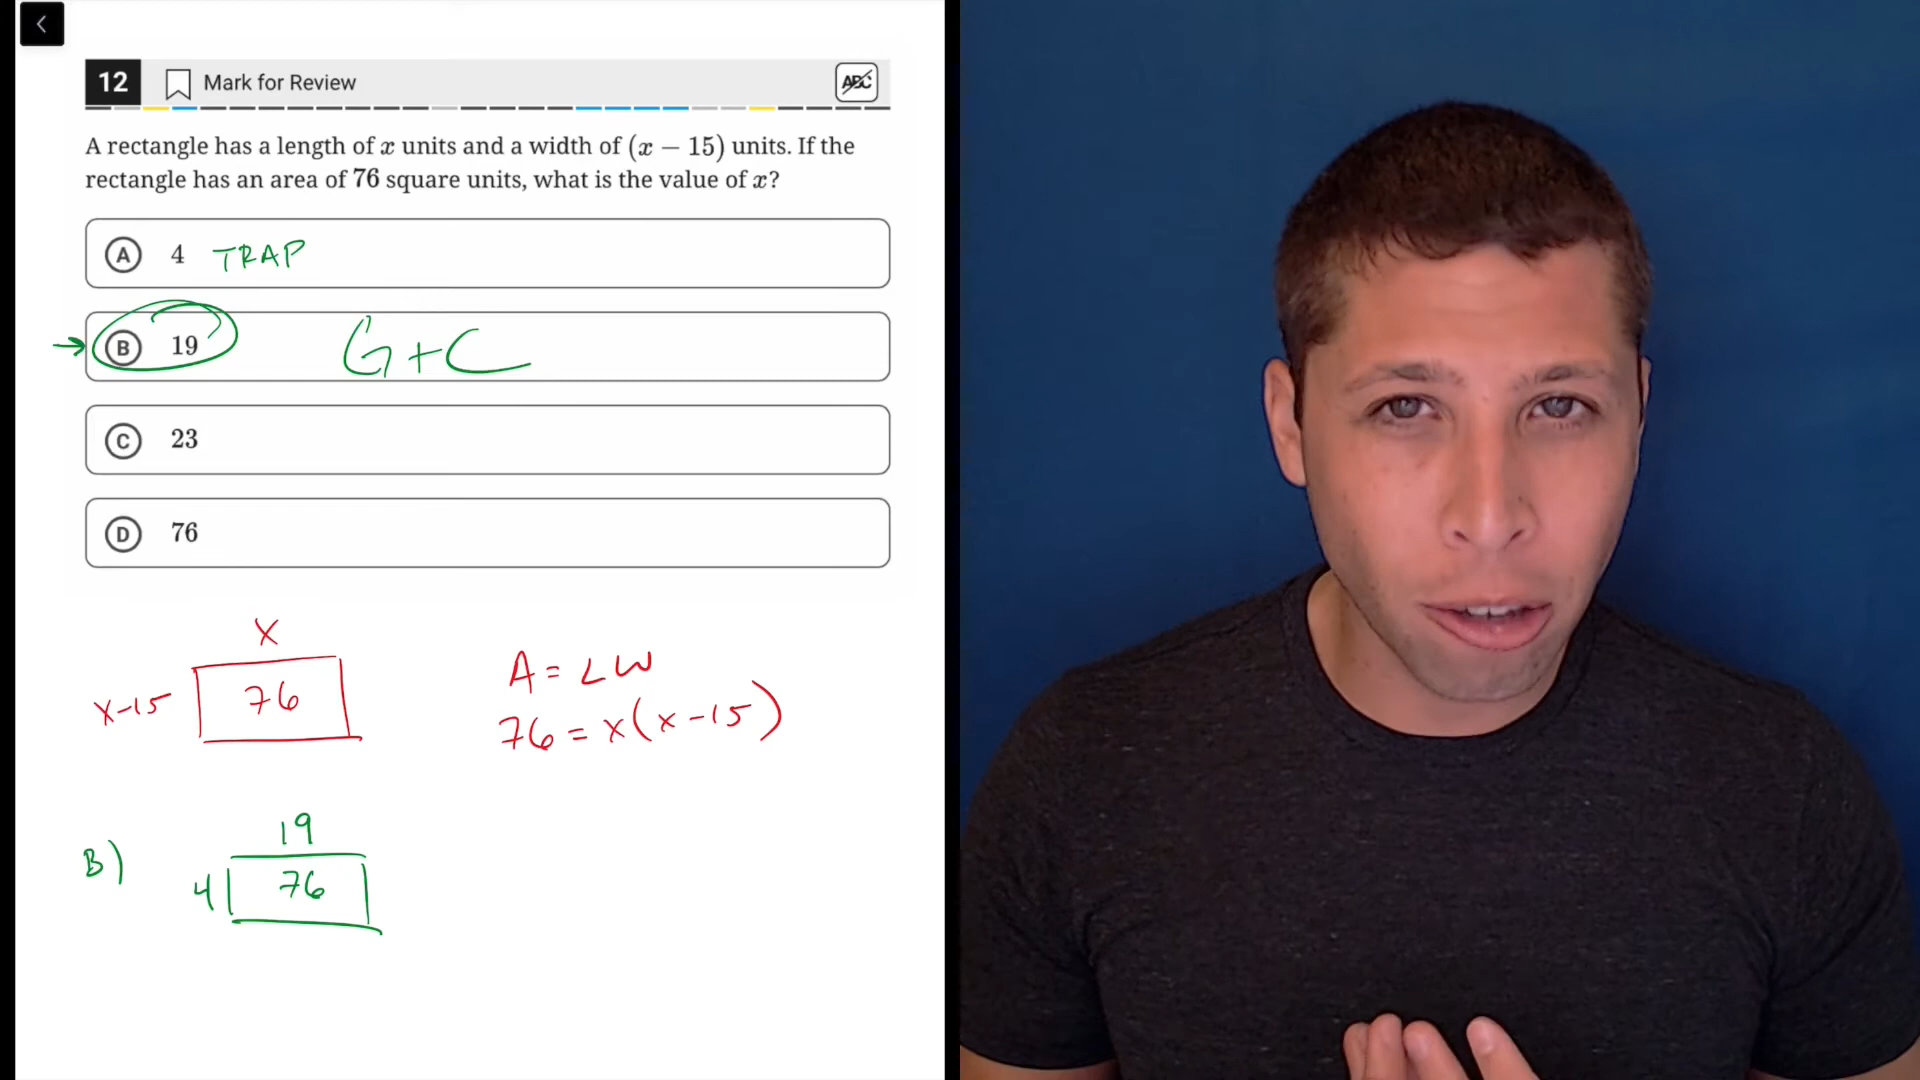 12 Mark for Review ABC
A rectangle has a length of x units and a width of (x − 15) units. If the
rectangle has an area of 76 square units, what is the value of x?
A 4 TRAP
B 19 G+C
C 23
D 76
x
x-15 76
A = LW
76 = x(x-15)
19
B) 4 76